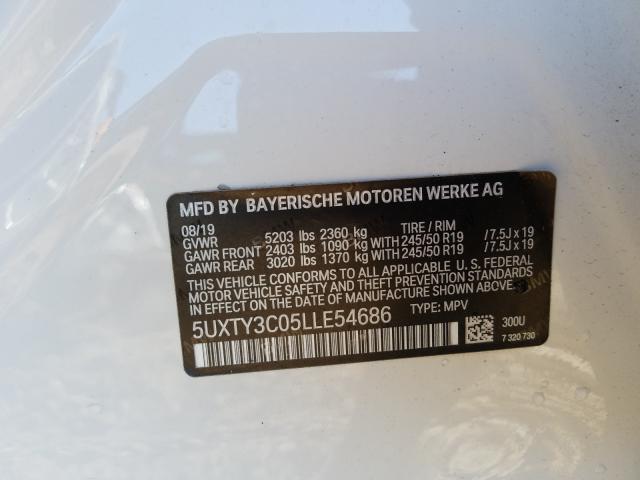 MFD BY BAYERISCHE MOTOREN WERKE AG
08/19 TIRE / RIM
GVWR 5203 lbs 2360 kg
GAWR FRONT 2403 lbs 1090 kg WITH 245/50 R19 /7.5J x 19
GAWR REAR 3020 lbs 1370 kg WITH 245/50 R19 /7.5J x 19
THIS VEHICLE CONFORMS TO ALL APPLICABLE U. S. FEDERAL
MOTOR VEHICLE SAFETY AND THEFT PREVENTION STANDARDS
IN EFFECT ON THE DATE OF MANUFACTURE SHOWN ABOVE.
5UXTY3C05LLE54686 TYPE: MPV
300U
7 320 730